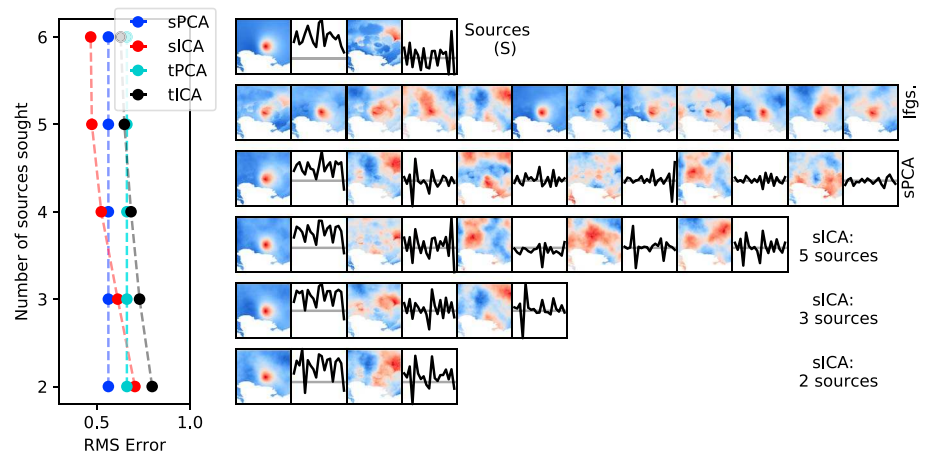 sPCA
sICA
tPCA
tICA
6
5
4
3
2
Number of sources sought
0.5
1.0
RMS Error
Sources
(S)
Ifgs.
sPCA
sICA:
5 sources
sICA:
3 sources
sICA:
2 sources